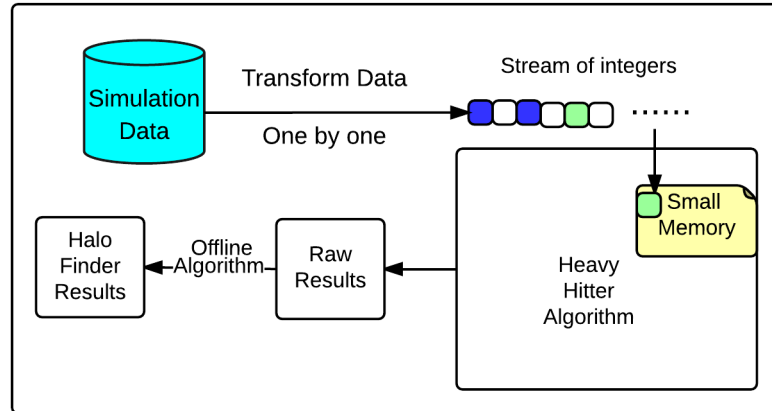 Simulation
Data
Transform Data
One by one
Stream of integers
......
Small
Memory
Heavy
Hitter
Algorithm
Raw
Results
Offline
Algorithm
Halo
Finder
Results